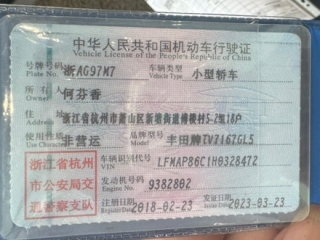 中华人民共和国机动车行驶证
Vehicle License of the People's Republic of China
号牌号码 浙AG97M7 车辆类型 小型轿车
Plate No. Vehicle Type
所有人 何芬香
Owner
住址 浙江省杭州市萧山区新塘街道傅楼村5-2组18户
使用性质 非营运 品牌型号 丰田牌TV7167GL5
浙江省杭州
市公安局交
通警察支队
车辆识别代号 LFMAP86C1H0328472
VIN
发动机号码 9382802
Engine No.
注册日期 2018-02-23 发证日期 2023-03-23
Register Date Issue Date